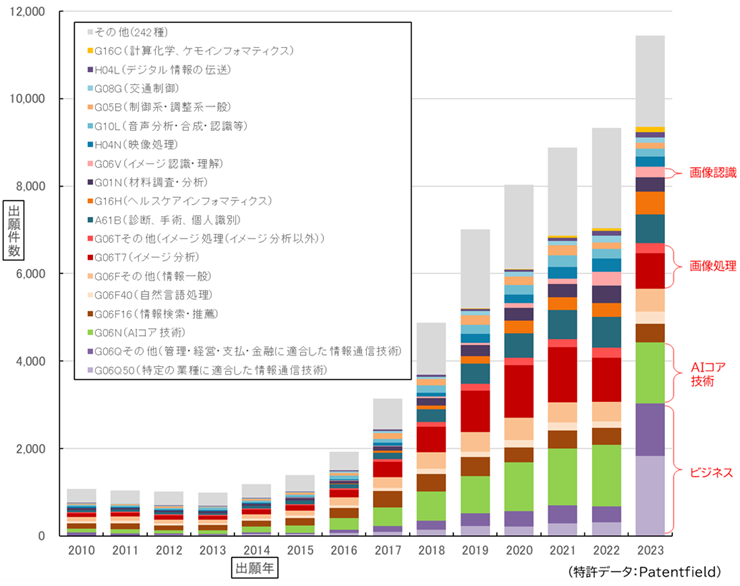 12,000
10,000
8,000
6,000
4,000
2,000
0
出願件数
その他(242種)
G16C(計算化学、ケモインフォマティクス)
H04L(デジタル情報の伝送)
G08G(交通制御)
G05B(制御系・調整系一般)
G10L(音声分析・合成・認識等)
H04N(映像処理)
G06V(イメージ認識・理解)
G01N(材料調査・分析)
G16H(ヘルスケアインフォマティクス)
A61B(診断、手術、個人識別)
G06Tその他(イメージ処理(イメージ分析以外))
G06T7(イメージ分析)
G06Fその他(情報一般)
G06F40(自然言語処理)
G06F16(情報検索・推薦)
G06N(AIコア技術)
G06Qその他(管理・経営・支払・金融に適合した情報通信技術)
G06Q50(特定の業種に適合した情報通信技術)
画像認識
画像処理
AIコア
技術
ビジネス
2010 2011 2012 2013 2014 2015 2016 2017 2018 2019 2020 2021 2022 2023
出願年
(特許データ:Patentfield)